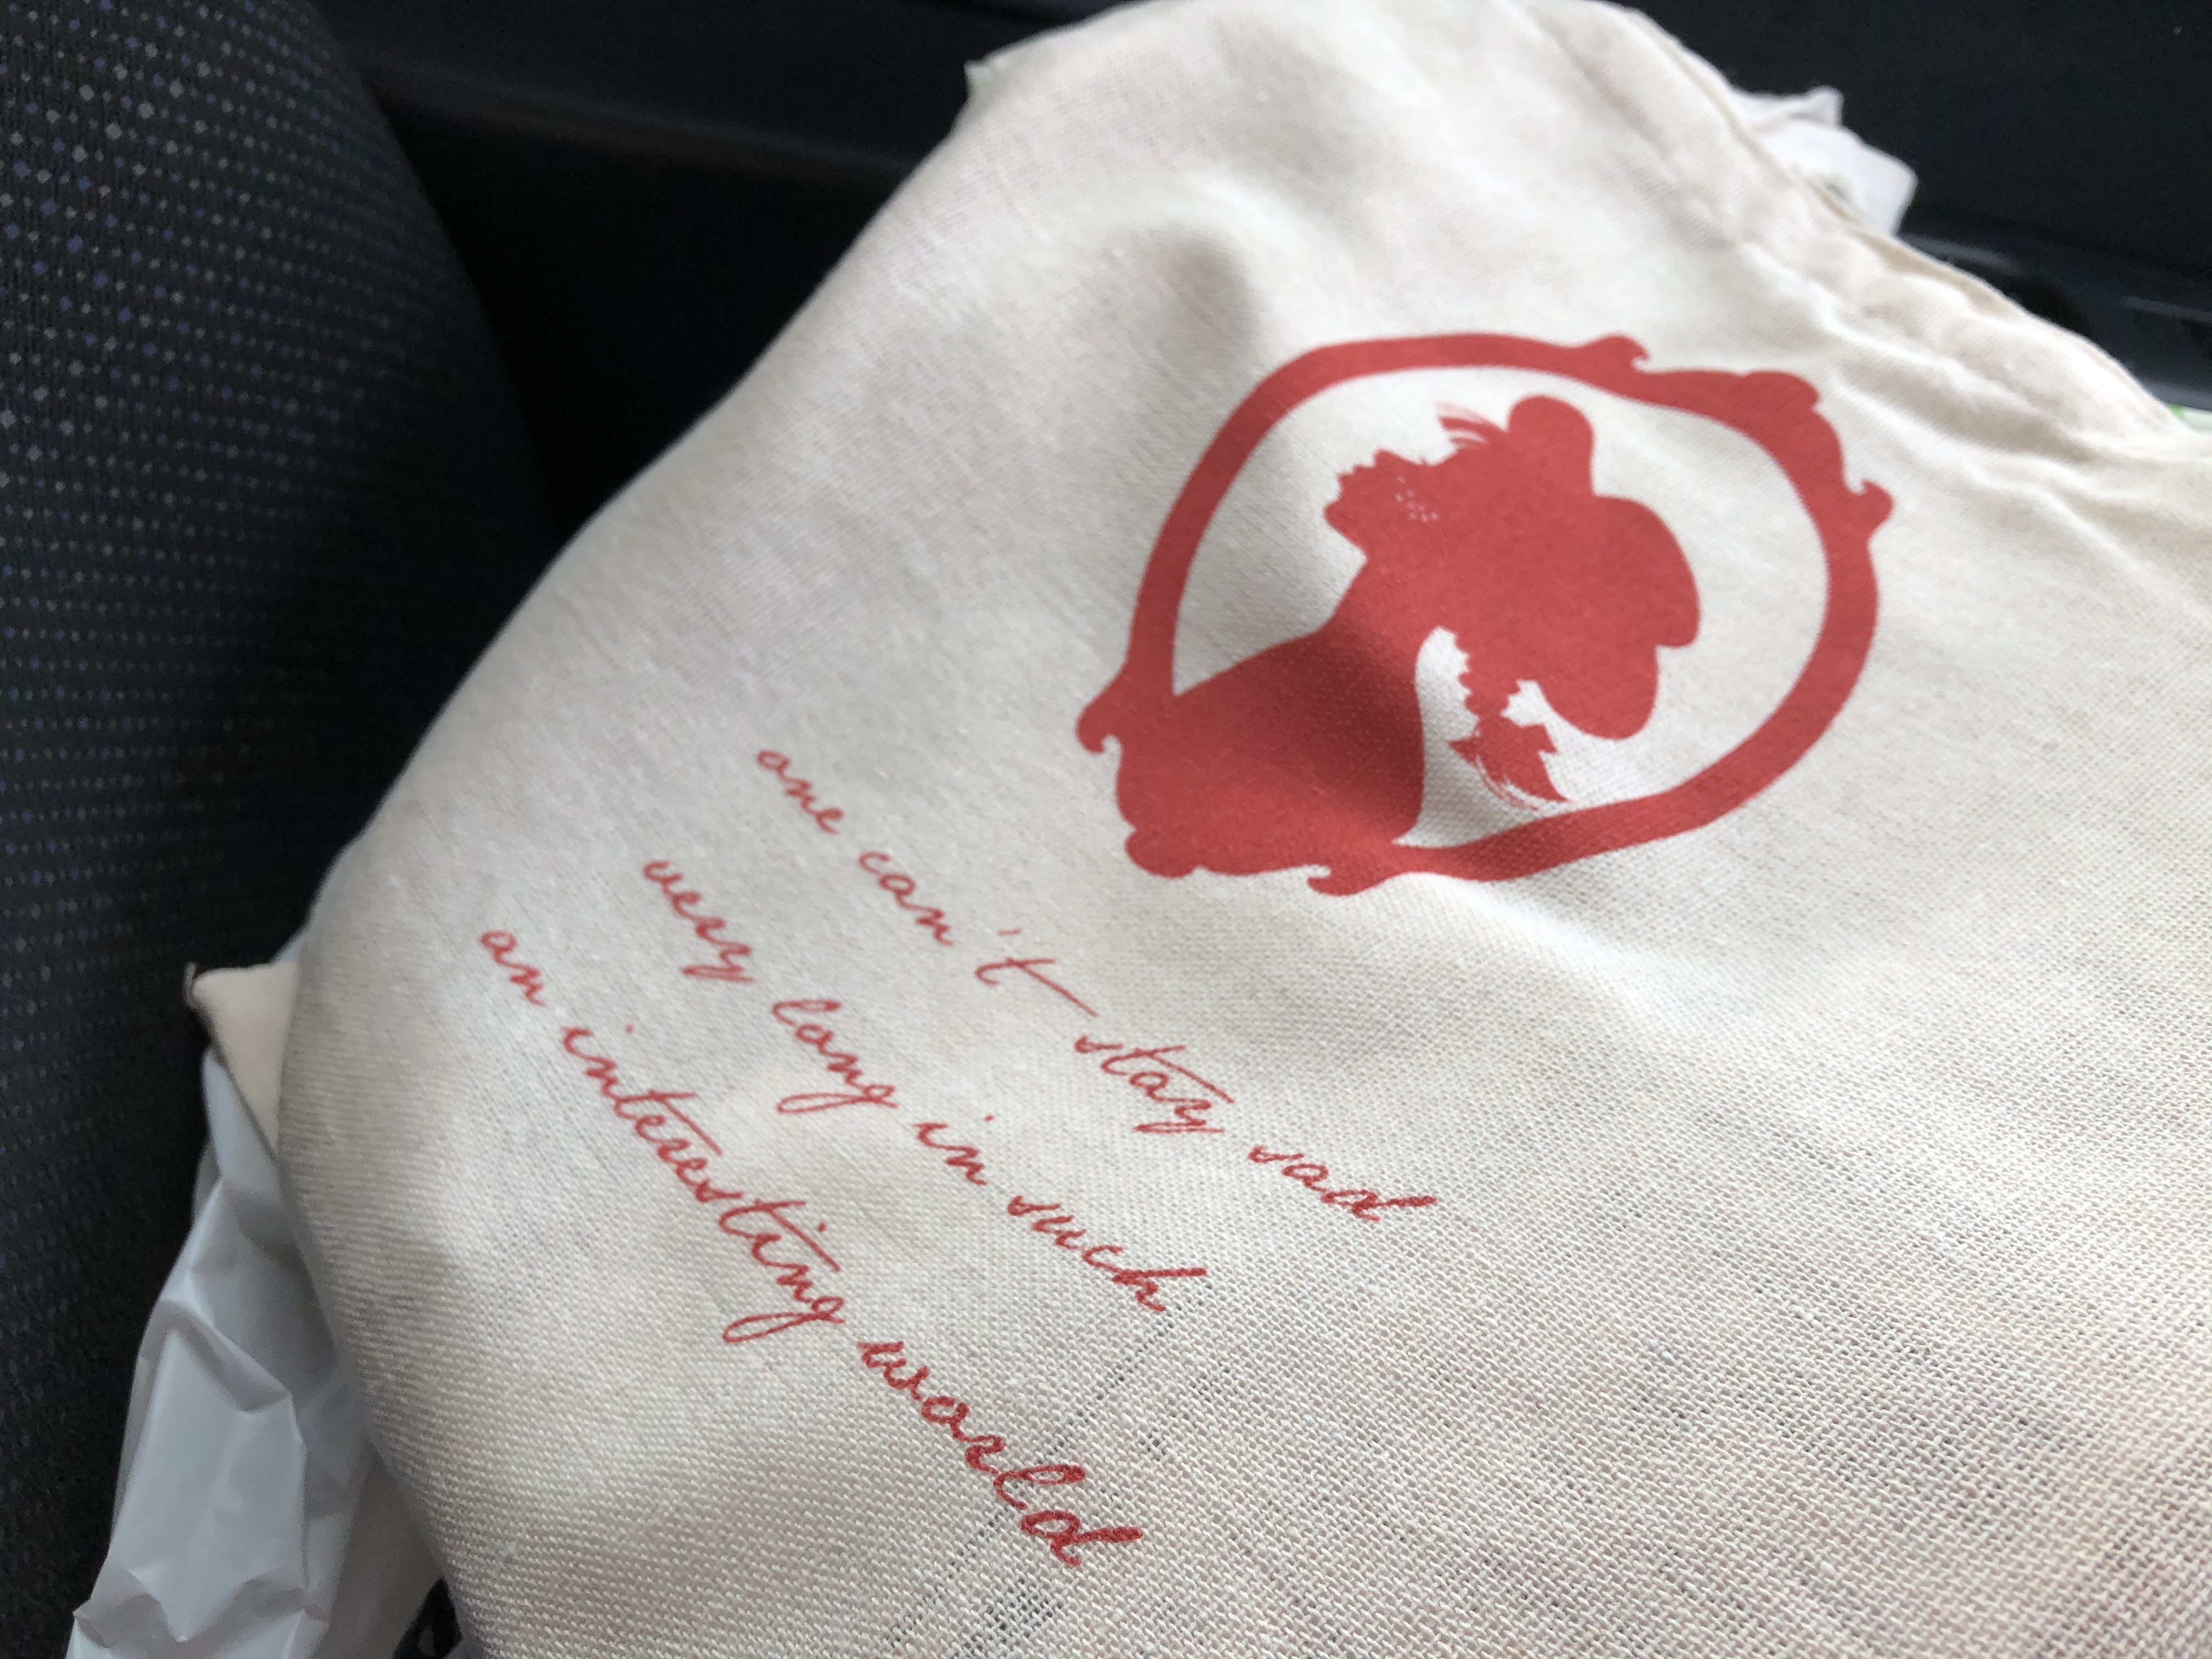 one can't stay sad
very long in such
an interesting world